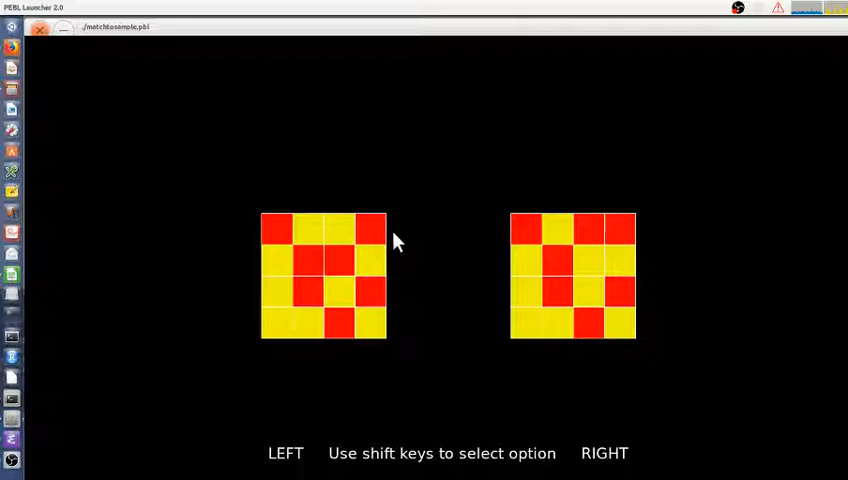 PEBL Launcher 2.0
./matchtosample.pbl
LEFT Use shift keys to select option RIGHT